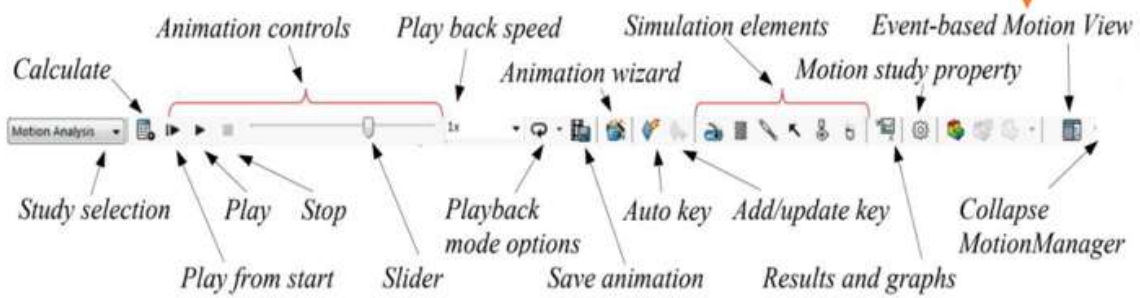 Animation controls
Play back speed
Simulation elements
Event-based Motion View
Calculate
Animation wizard
Motion study property
Motion Analysis
1x
Study selection
Play
Stop
Playback
mode options
Auto key
Add/update key
Collapse
MotionManager
Play from start
Slider
Save animation
Results and graphs